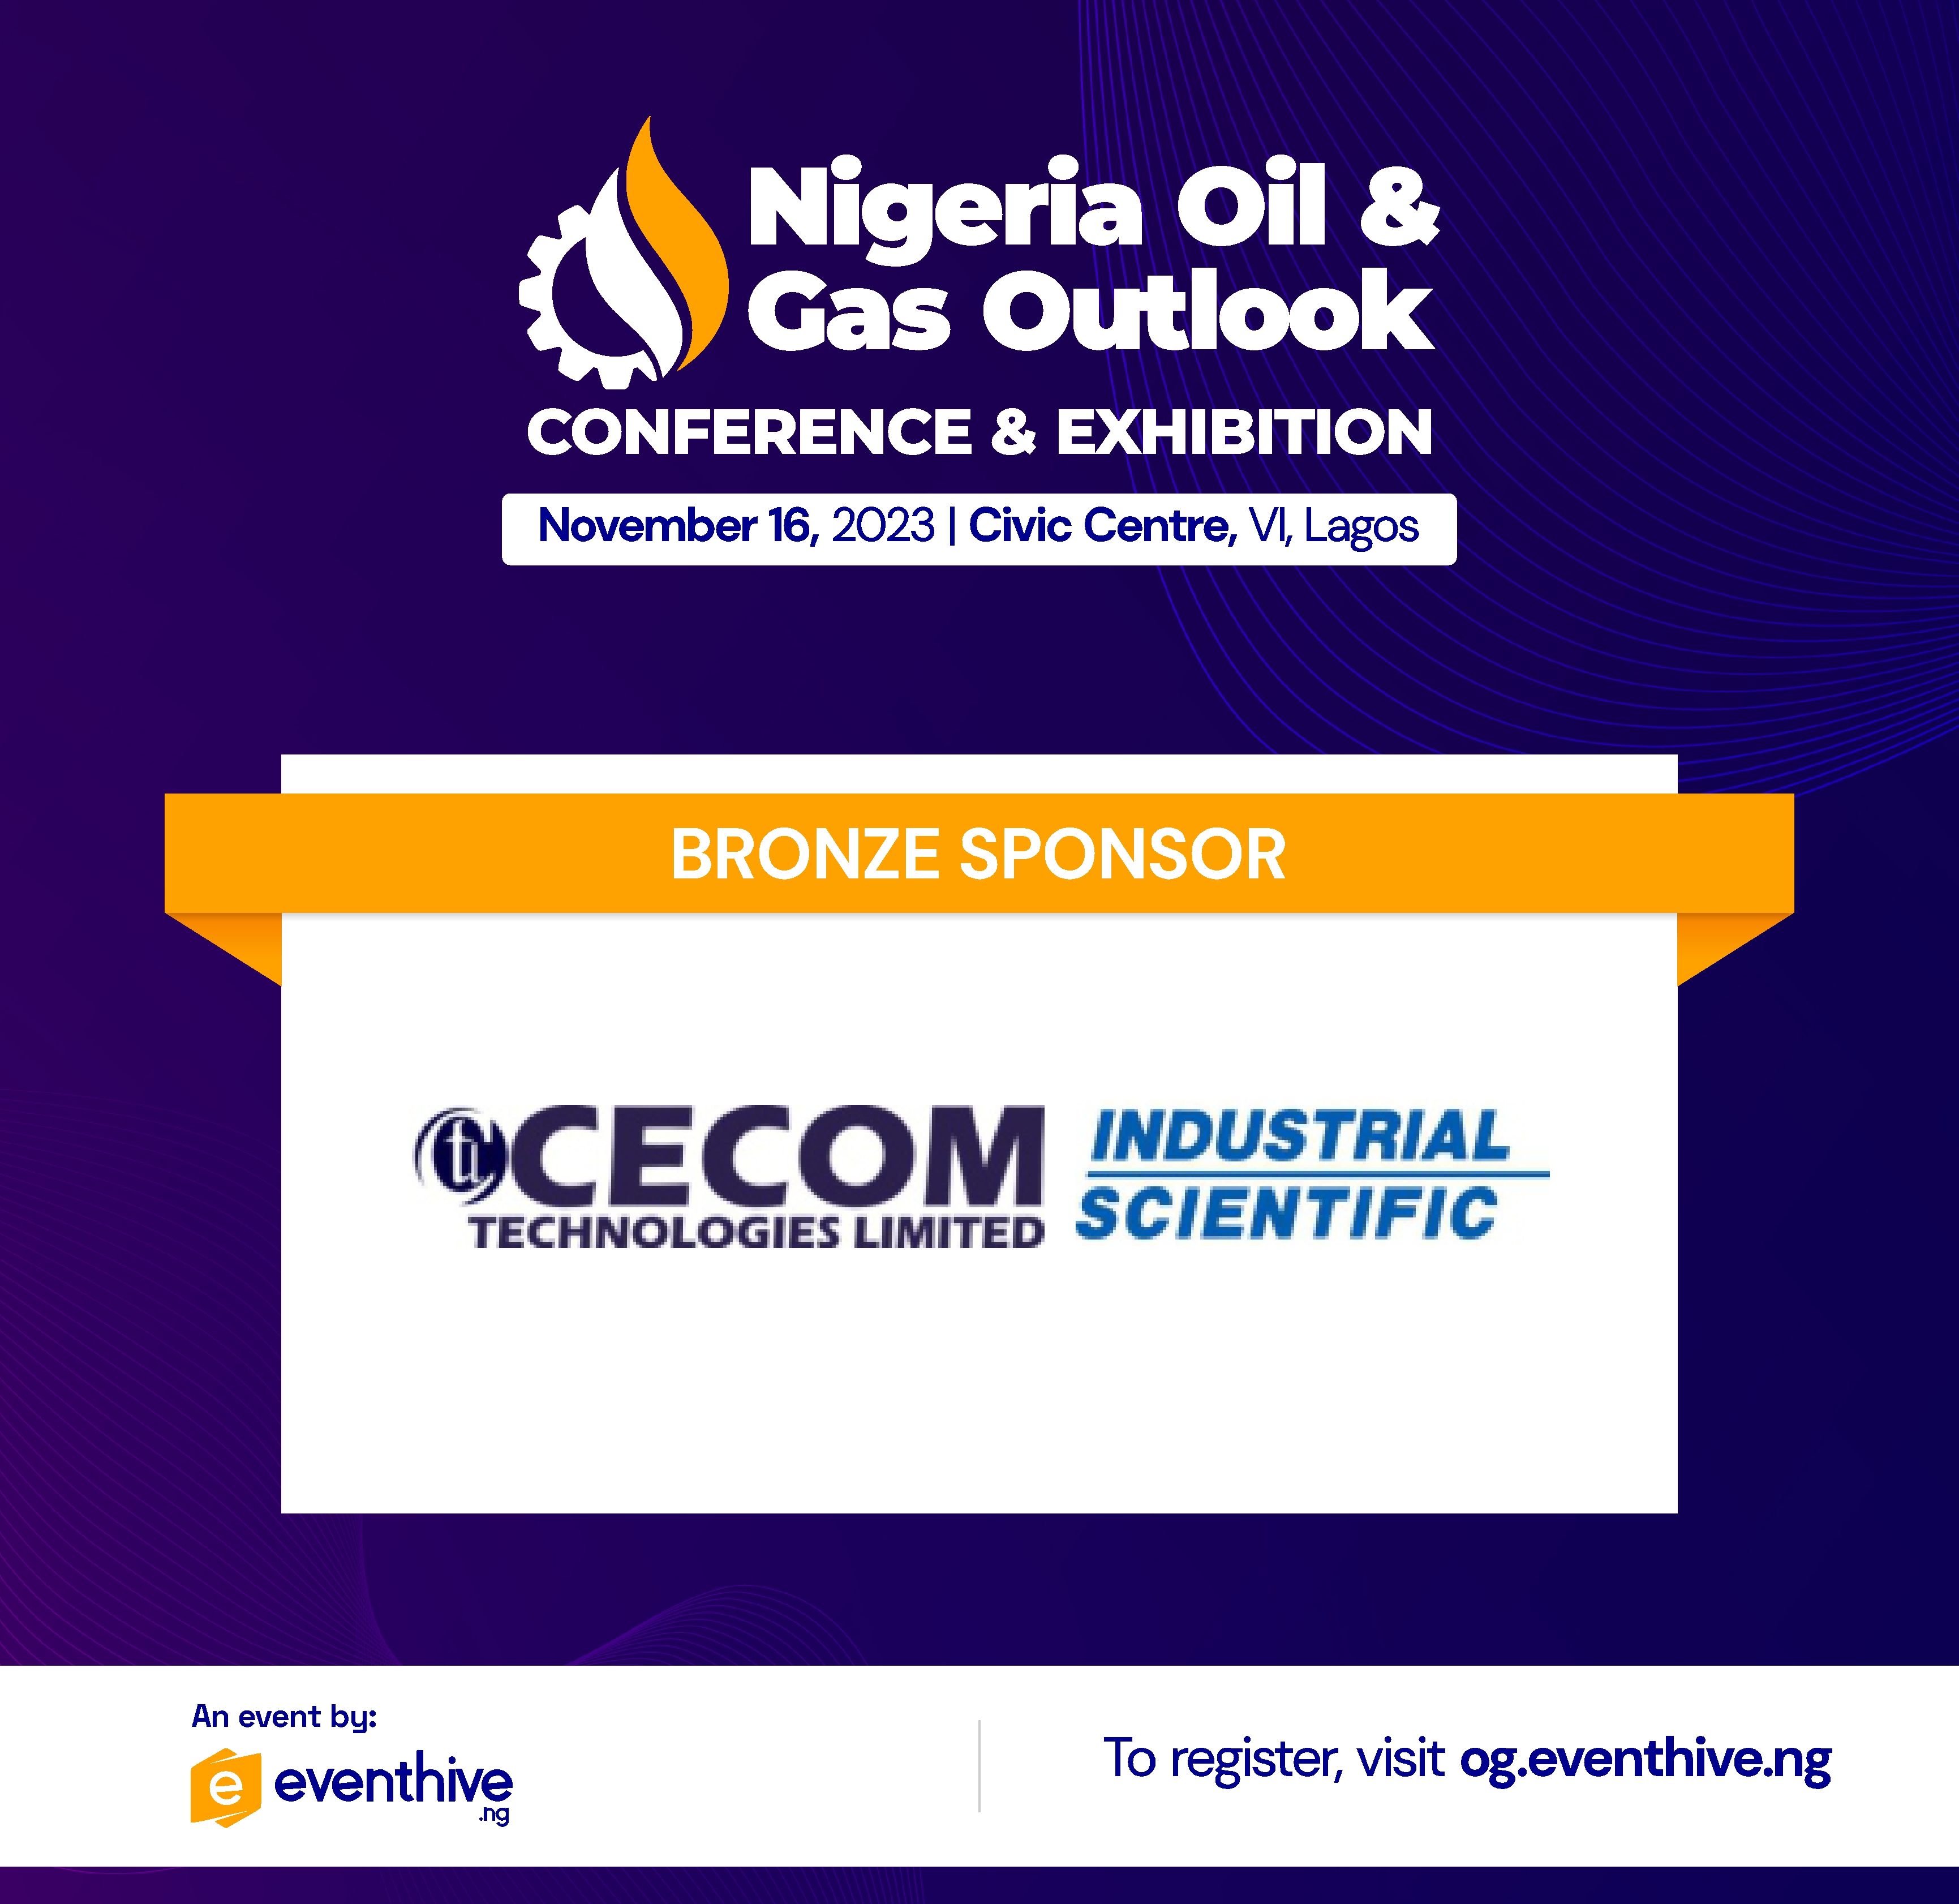 Nigeria Oil &
Gas Outlook
CONFERENCE & EXHIBITION
November 16, 2023 | Civic Centre, VI, Lagos
BRONZE SPONSOR
CECOM
TECHNOLOGIES LIMITED
INDUSTRIAL
SCIENTIFIC
An event by:
e eventhive
.ng
To register, visit og.eventhive.ng